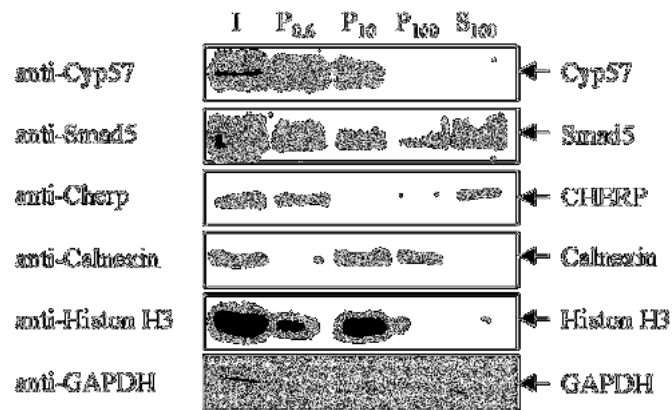 I P0.6 P10 P100 S100
anti-Cyp57 Cyp57
anti-Smad5 Smad5
anti-Cherp CHERP
anti-Calnexin Calnexin
anti-Histon H3 Histon H3
anti-GAPDH GAPDH